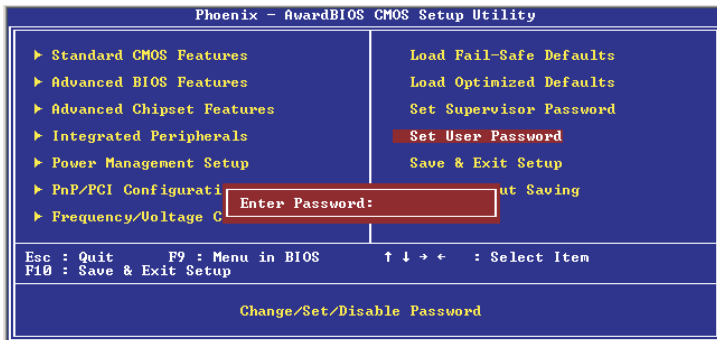 Phoenix - AwardBIOS CMOS Setup Utility
► Standard CMOS Features
► Advanced BIOS Features
► Advanced Chipset Features
► Integrated Peripherals
► Power Management Setup
► PnP/PCI Configurati
► Frequency/Voltage C
Load Fail-Safe Defaults
Load Optimized Defaults
Set Supervisor Password
Set User Password
Save & Exit Setup
ut Saving
Enter Password:
Esc : Quit F9 : Menu in BIOS ↑ ↓ → ← : Select Item
F10 : Save & Exit Setup
Change/Set/Disable Password